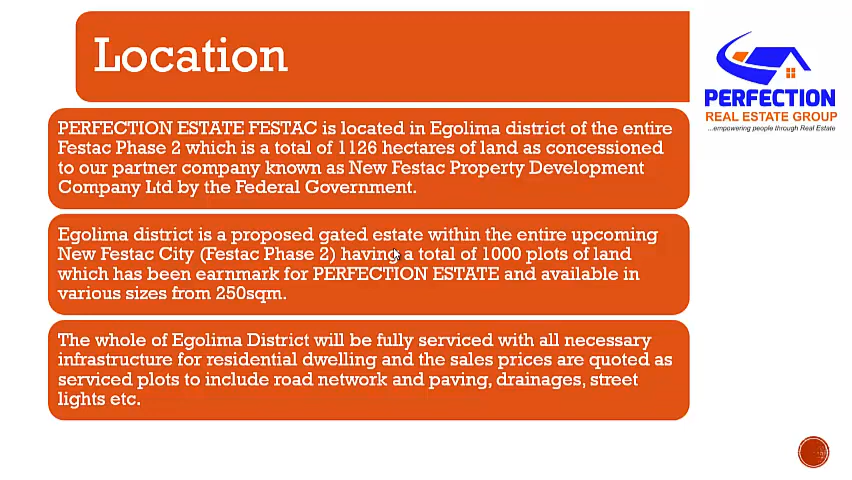 Location
PERFECTION ESTATE FESTAC is located in Egolima district of the entire
Festac Phase 2 which is a total of 1126 hectares of land as concessioned
to our partner company known as New Festac Property Development
Company Ltd by the Federal Government.
Egolima district is a proposed gated estate within the entire upcoming
New Festac City (Festac Phase 2) having a total of 1000 plots of land
which has been earnmark for PERFECTION ESTATE and available in
various sizes from 250sqm.
The whole of Egolima District will be fully serviced with all necessary
infrastructure for residential dwelling and the sales prices are quoted as
serviced plots to include road network and paving, drainages, street
lights etc.
PERFECTION
REAL ESTATE GROUP
...empowering people through Real Estate